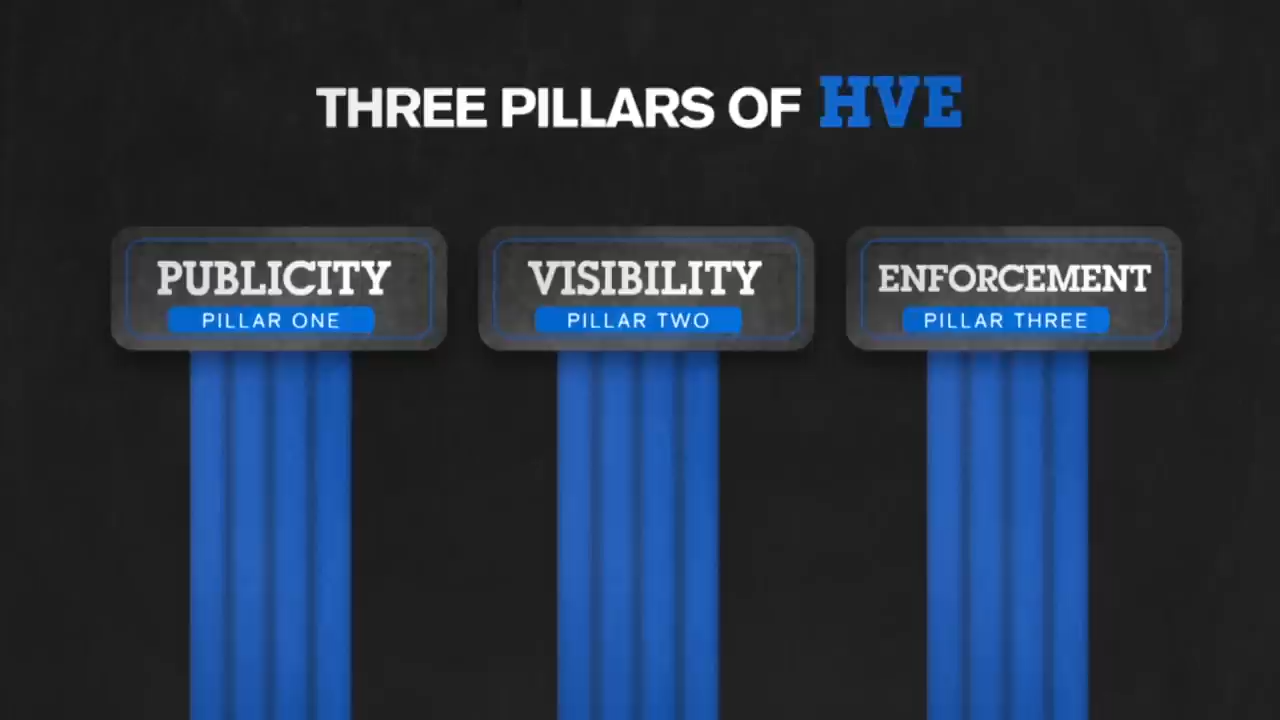 THREE PILLARS OF HVE
PUBLICITY
PILLAR ONE
VISIBILITY
PILLAR TWO
ENFORCEMENT
PILLAR THREE